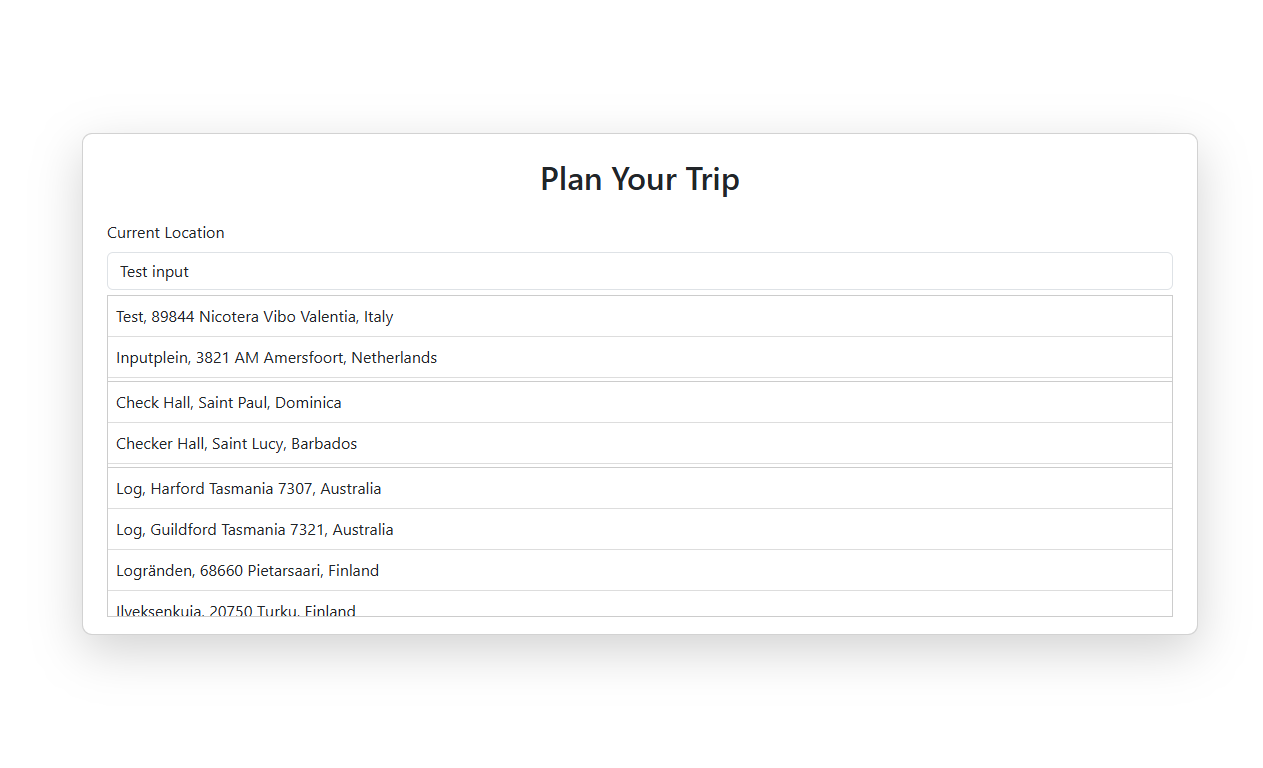 Plan Your Trip
Current Location
Test input
Test, 89844 Nicotera Vibo Valentia, Italy
Inputplein, 3821 AM Amersfoort, Netherlands
Check Hall, Saint Paul, Dominica
Checker Hall, Saint Lucy, Barbados
Log, Harford Tasmania 7307, Australia
Log, Guildford Tasmania 7321, Australia
Logränden, 68660 Pietarsaari, Finland
Ilveksenkuja, 20750 Turku, Finland